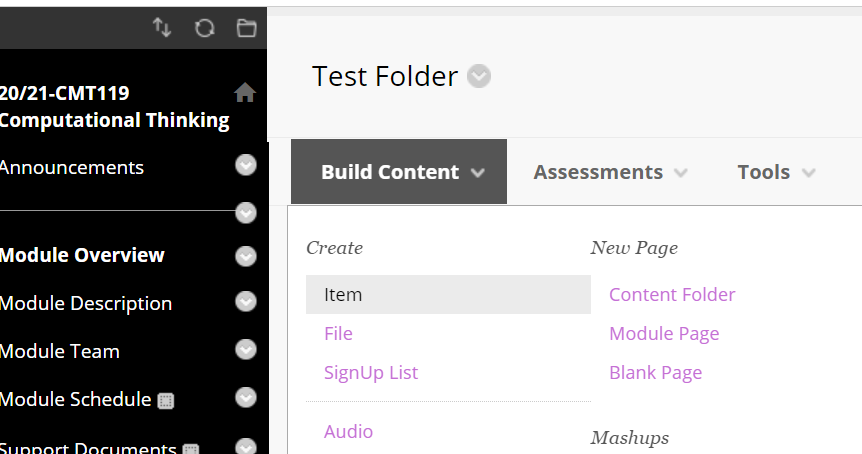 20/21-CMT119
Computational Thinking
Announcements
Module Overview
Module Description
Module Team
Module Schedule
Support Documents
Test Folder
Build Content
Assessments
Tools
Create
Item
File
SignUp List
Audio
New Page
Content Folder
Module Page
Blank Page
Mashups